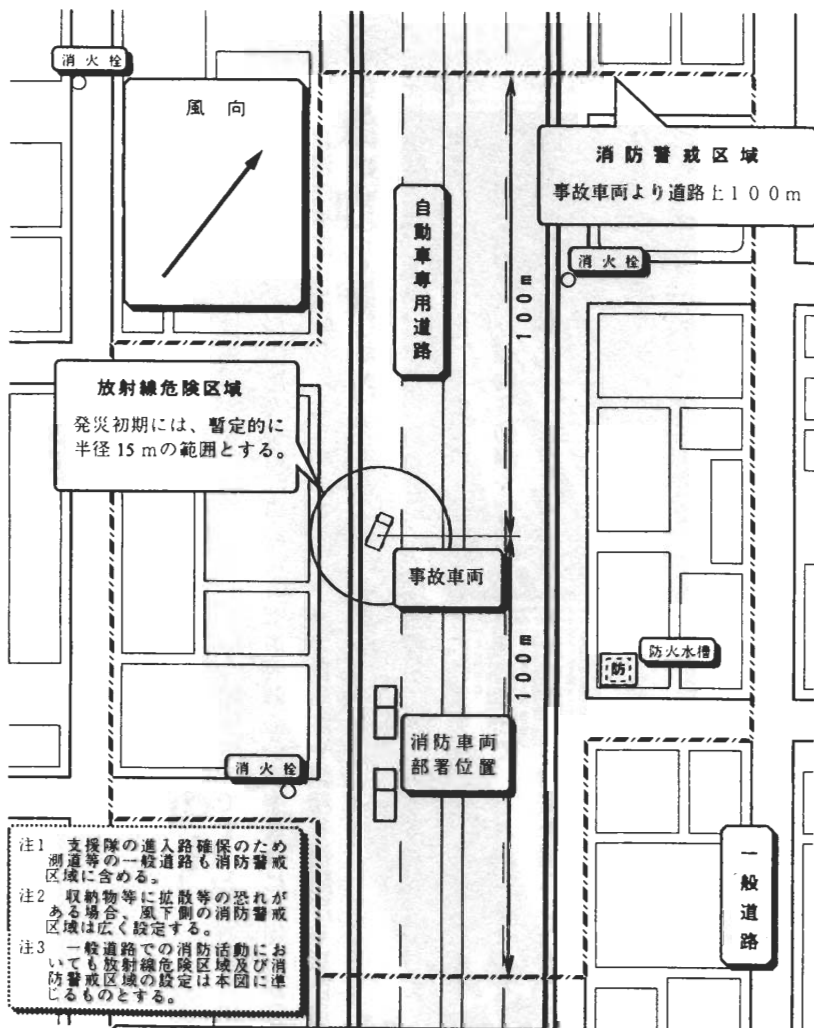 消火栓
風向
消防警戒区域
事故車両より道路上100m
自動車専用道路
消火栓
100m
放射線危険区域
発災初期には、暫定的に
半径15mの範囲とする。
事故車両
100m
防火水槽
防
消防車両
部署位置
消火栓
一般道路
注1 支援隊の進入路確保のため
測道等の一般道路も消防警戒
区域に含める。
注2 収納物等に拡散等の恐れが
ある場合、風下側の消防警戒
区域は広く設定する。
注3 一般道路での消防活動にお
いても放射線危険区域及び消
防警戒区域の設定は本図に準
じるものとする。